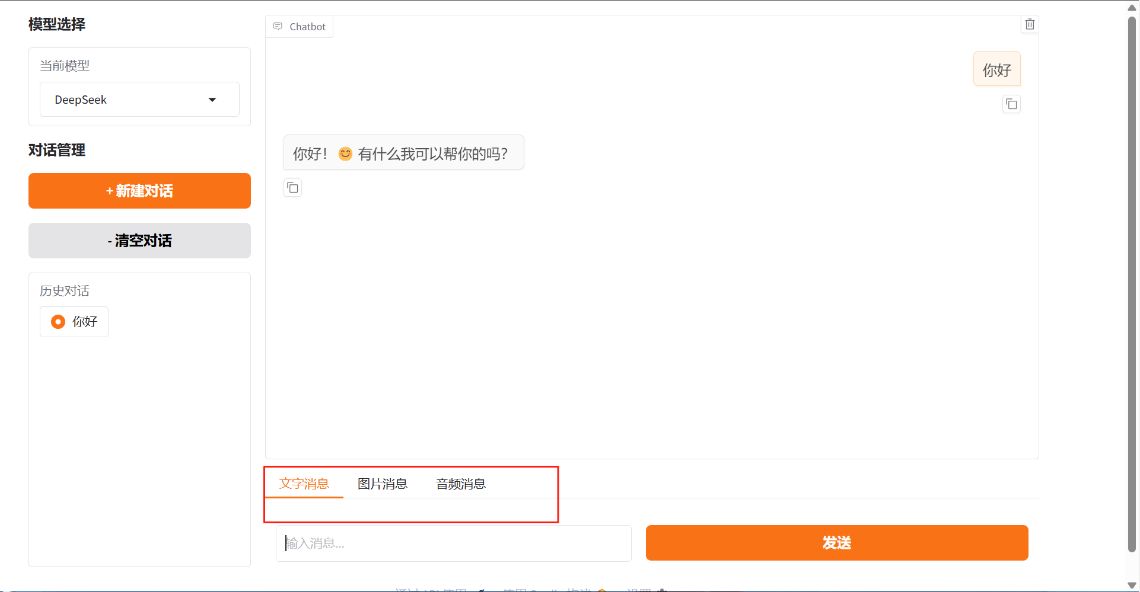 模型选择
当前模型
DeepSeek
对话管理
+ 新建对话
- 清空对话
历史对话
你好
Chatbot
你好
你好！😊 有什么我可以帮你的吗？
文字消息 图片消息 音频消息
输入消息...
发送